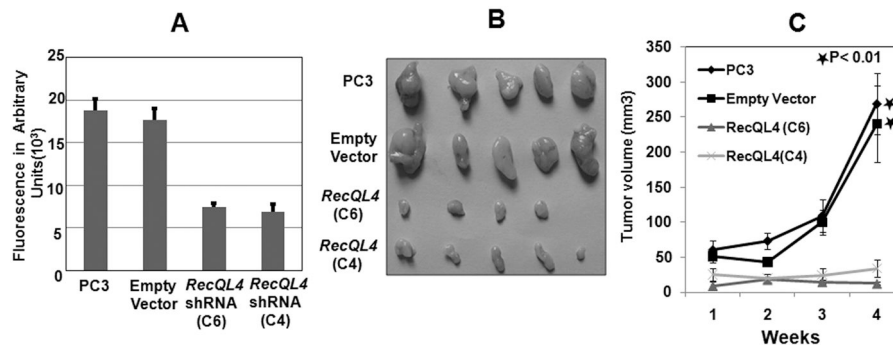 A
Fluorescence in Arbitrary
Units(10³)
25
20
15
10
5
0
PC3
Empty
Vector
RecQL4
shRNA
(C6)
RecQL4
shRNA
(C4)
B
PC3
Empty
Vector
RecQL4
(C6)
RecQL4
(C4)
C
Tumor volume (mm3)
350
300
250
200
150
100
50
0
★P< 0.01
PC3
Empty Vector
RecQL4 (C6)
RecQL4(C4)
1 2 3 4
Weeks